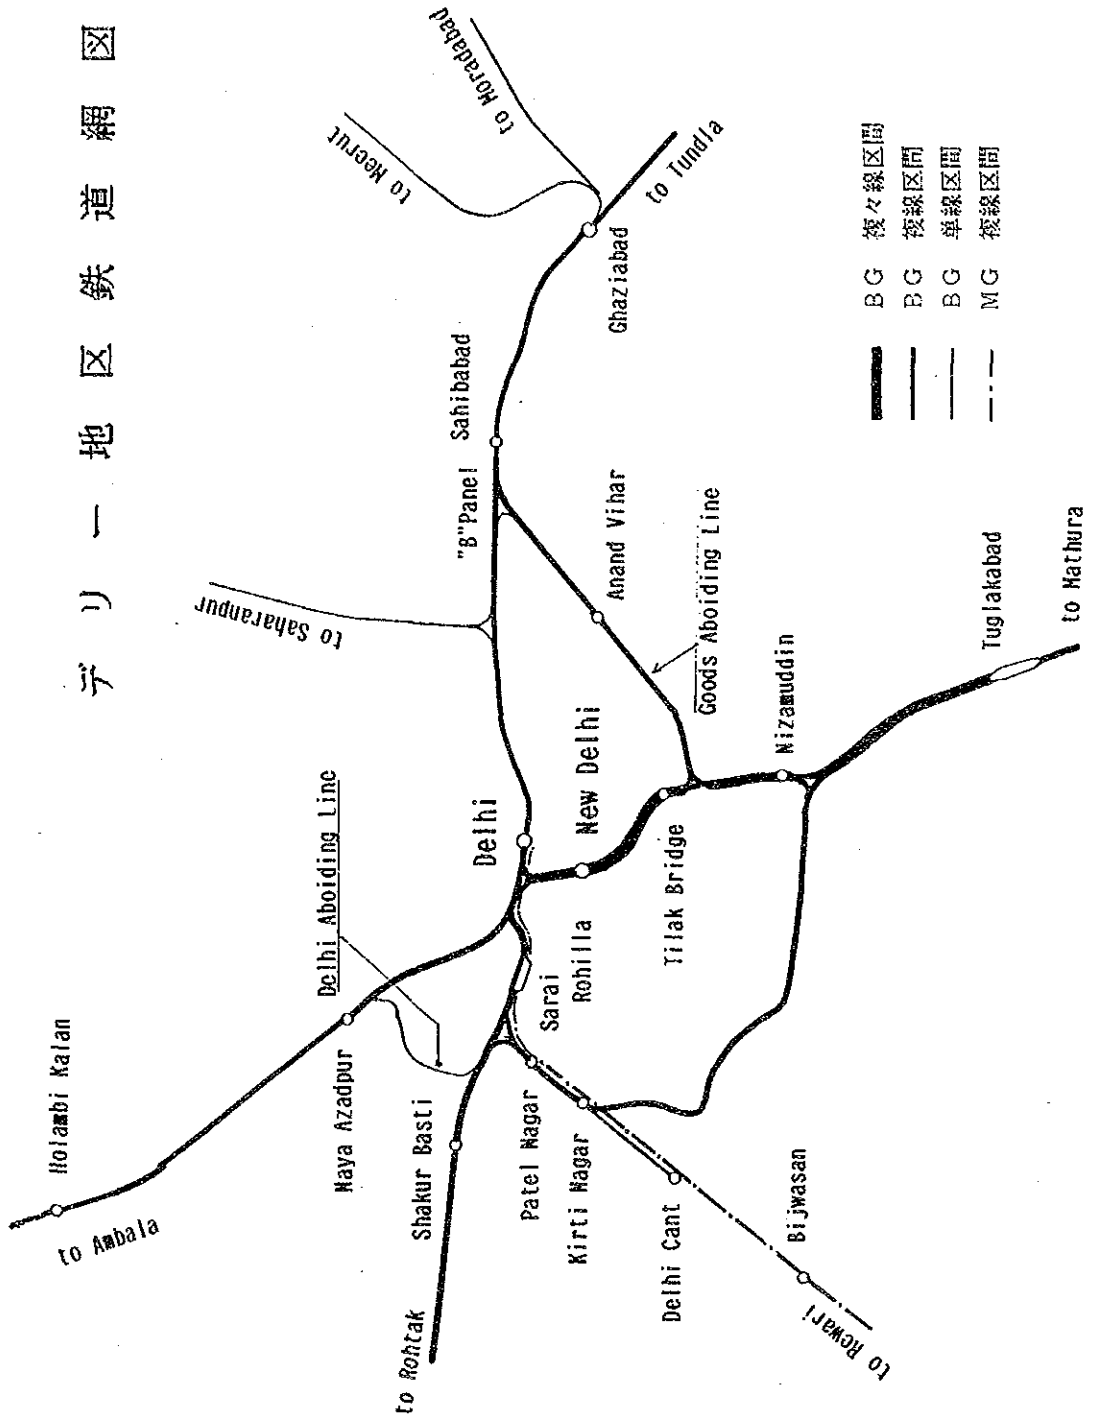 デリー地区鉄道網図
Holambi Kalan
to Ambala
Delhi Aboiding Line
Naya Azadpur
Shakur Basti
to Rohtak
Patel Nagar
Kirti Nagar
Delhi Cant
Bijwasan
to Rewari
Sarai
Rohilla
Delhi
New Delhi
Tilak Bridge
Nizamuddin
Tuglakabad
to Mathura
Goods Aboiding Line
Anand Vihar
to Saharanpur
"B"Panel
Sahibabad
Ghaziabad
to Meerut
to Moradabad
to Tundla
BG 複々線区間
BG 複線区間
BG 単線区間
MG 複線区間